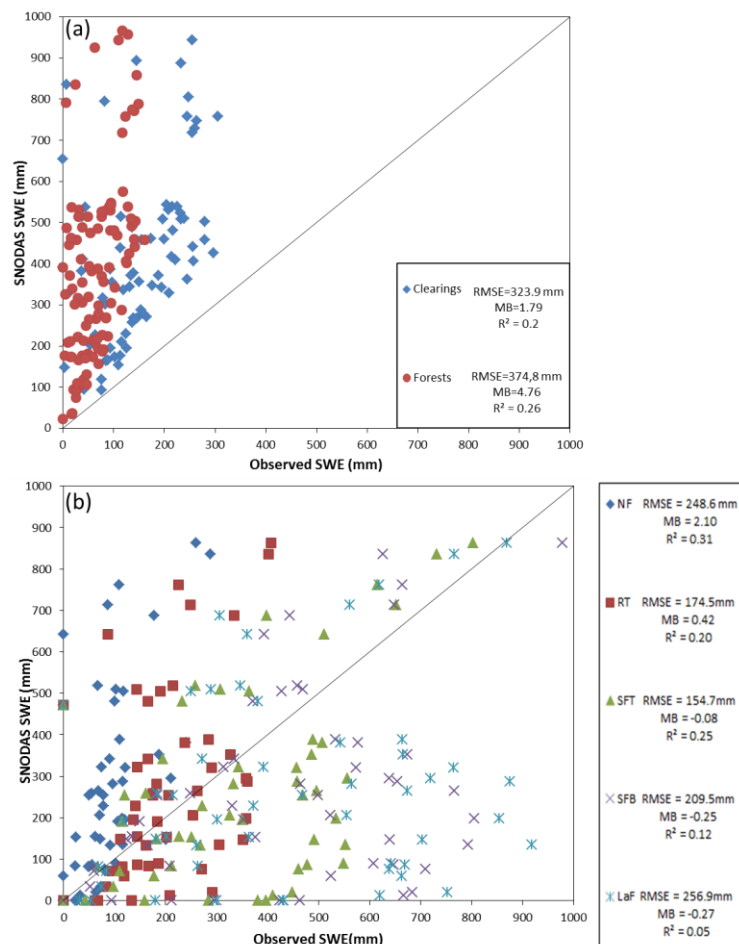 (a)
1000
900
800
700
600
500
400
300
200
100
0
SNODAS SWE (mm)
0 100 200 300 400 500 600 700 800 900 1000
Observed SWE (mm)
Clearings RMSE=323.9 mm
MB=1.79
R² = 0.2
Forests RMSE=374,8 mm
MB=4.76
R² = 0.26
(b)
1000
900
800
700
600
500
400
300
200
100
0
SNODAS SWE (mm)
0 100 200 300 400 500 600 700 800 900 1000
Observed SWE(mm)
NF RMSE = 248.6 mm
MB = 2.10
R² = 0.31
RT RMSE = 174.5mm
MB = 0.42
R² = 0.20
SFT RMSE = 154.7mm
MB = -0.08
R² = 0.25
SFB RMSE = 209.5mm
MB = -0.25
R² = 0.12
LaF RMSE = 256.9mm
MB = -0.27
R² = 0.05